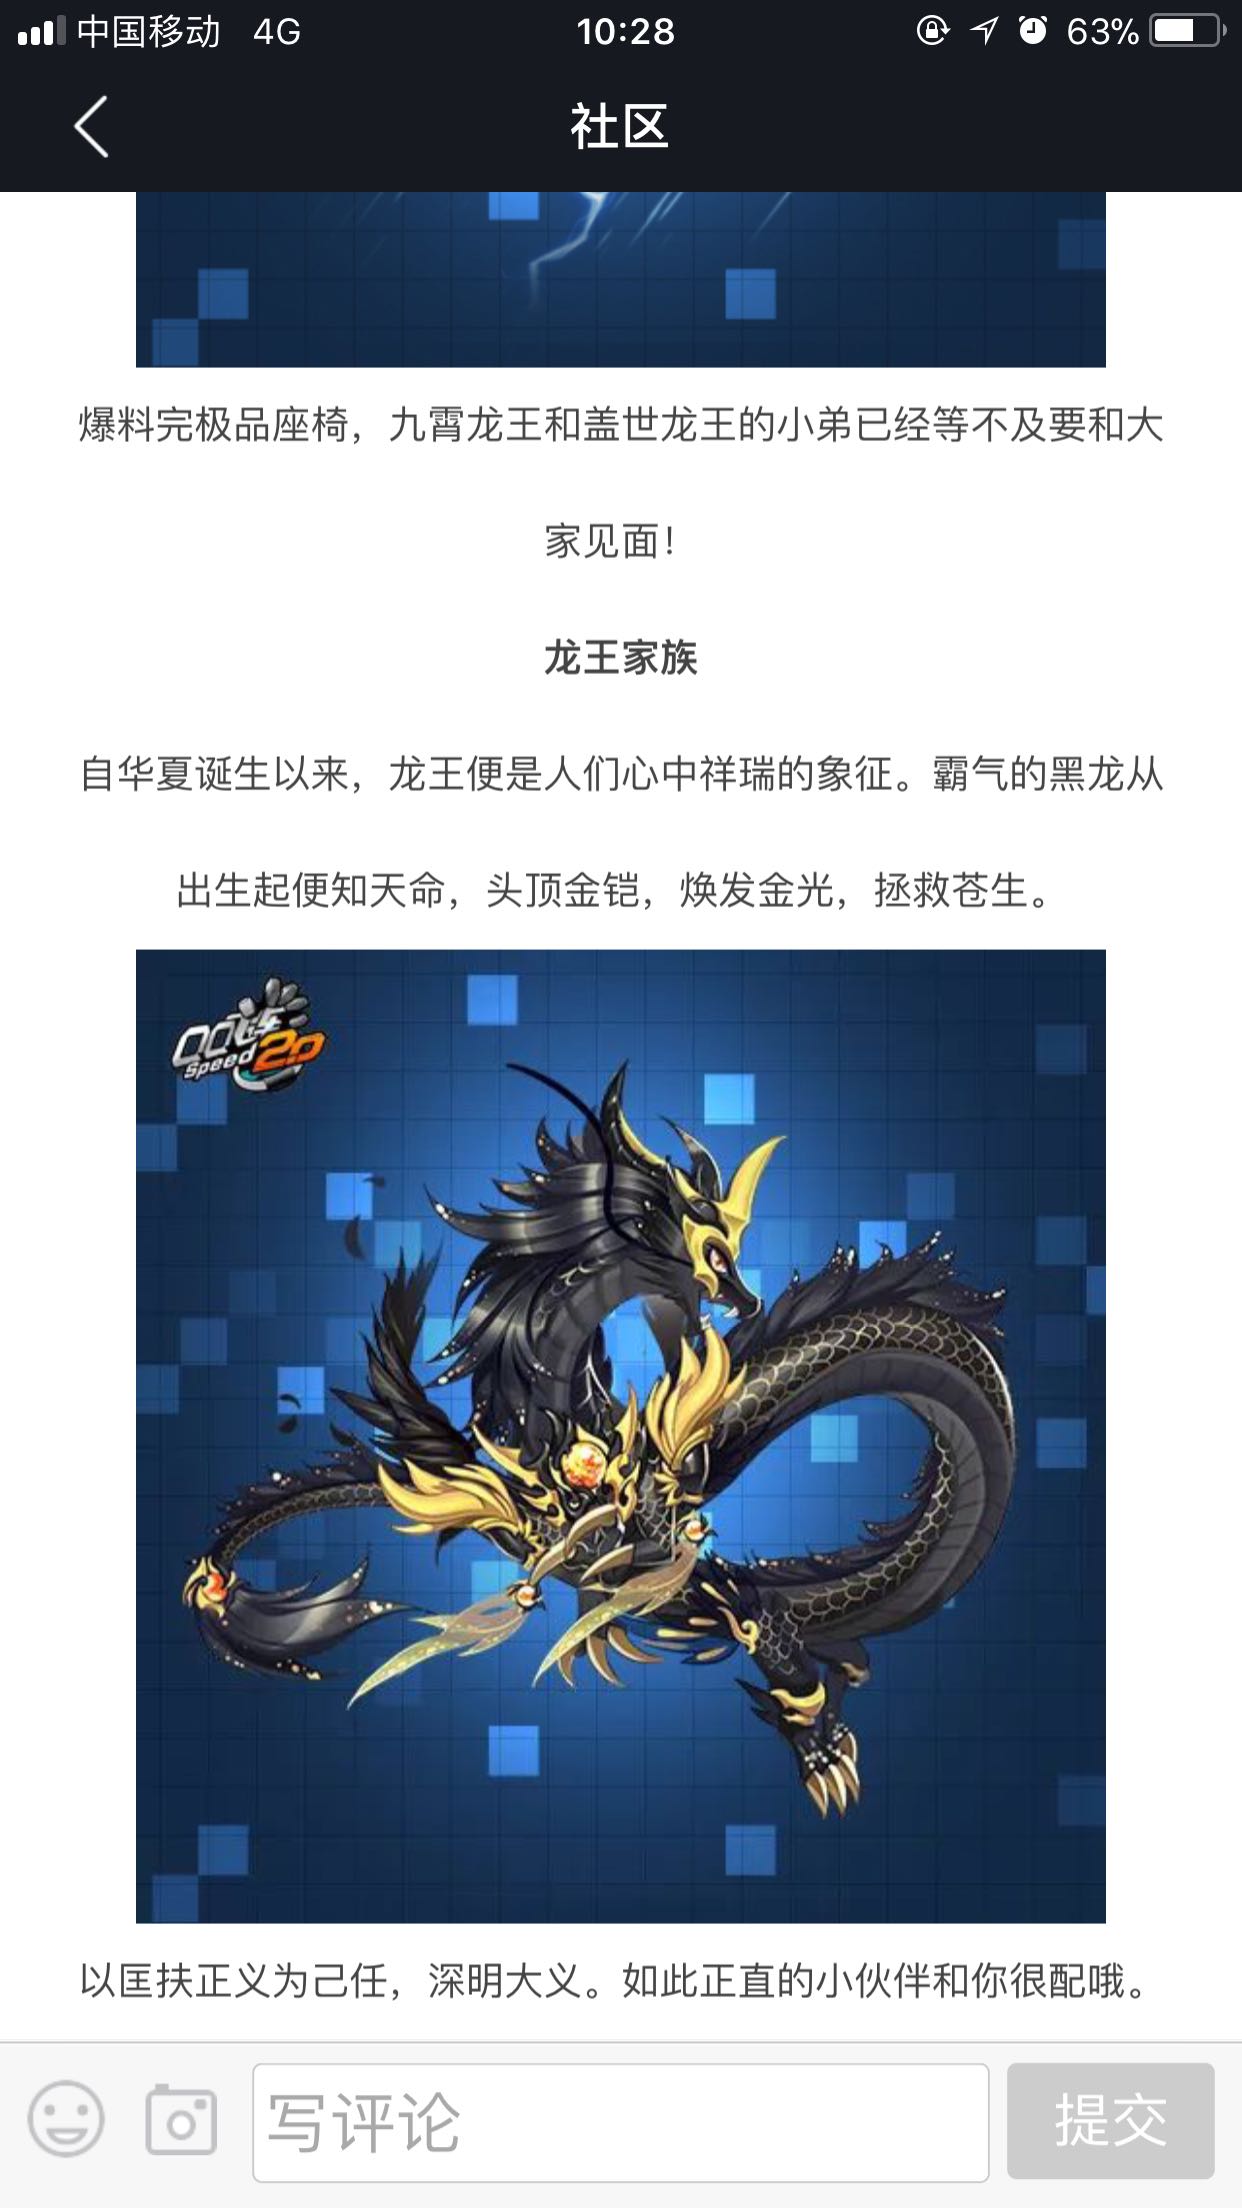 中国移动 4G 10:28 63%
社区
爆料完极品座椅，九霄龙王和盖世龙王的小弟已经等不及要和大
家见面！
龙王家族
自华夏诞生以来，龙王便是人们心中祥瑞的象征。霸气的黑龙从
出生起便知天命，头顶金铠，焕发金光，拯救苍生。
QQ飞车
Speed 2.0
以匡扶正义为己任，深明大义。如此正直的小伙伴和你很配哦。
写评论 提交